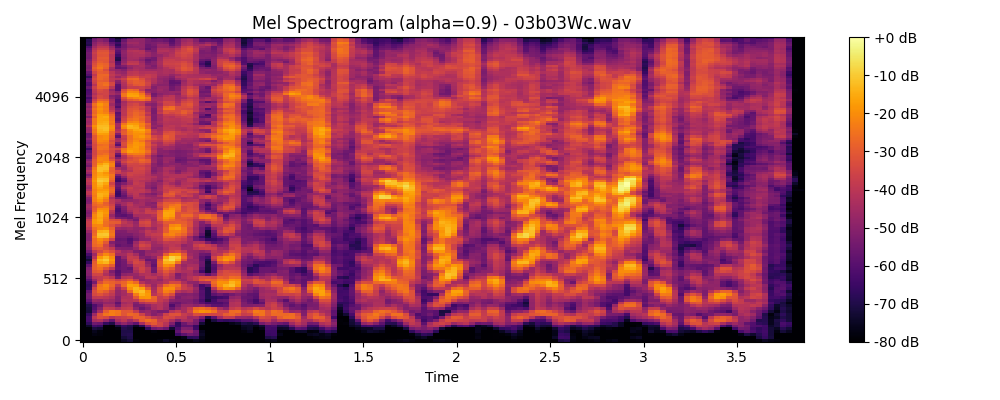 Mel Spectrogram (alpha=0.9) - 03b03Wc.wav
+0 dB
-10 dB
-20 dB
-30 dB
-40 dB
-50 dB
-60 dB
-70 dB
-80 dB
Mel Frequency
4096
2048
1024
512
0
0 0.5 1 1.5 2 2.5 3 3.5
Time